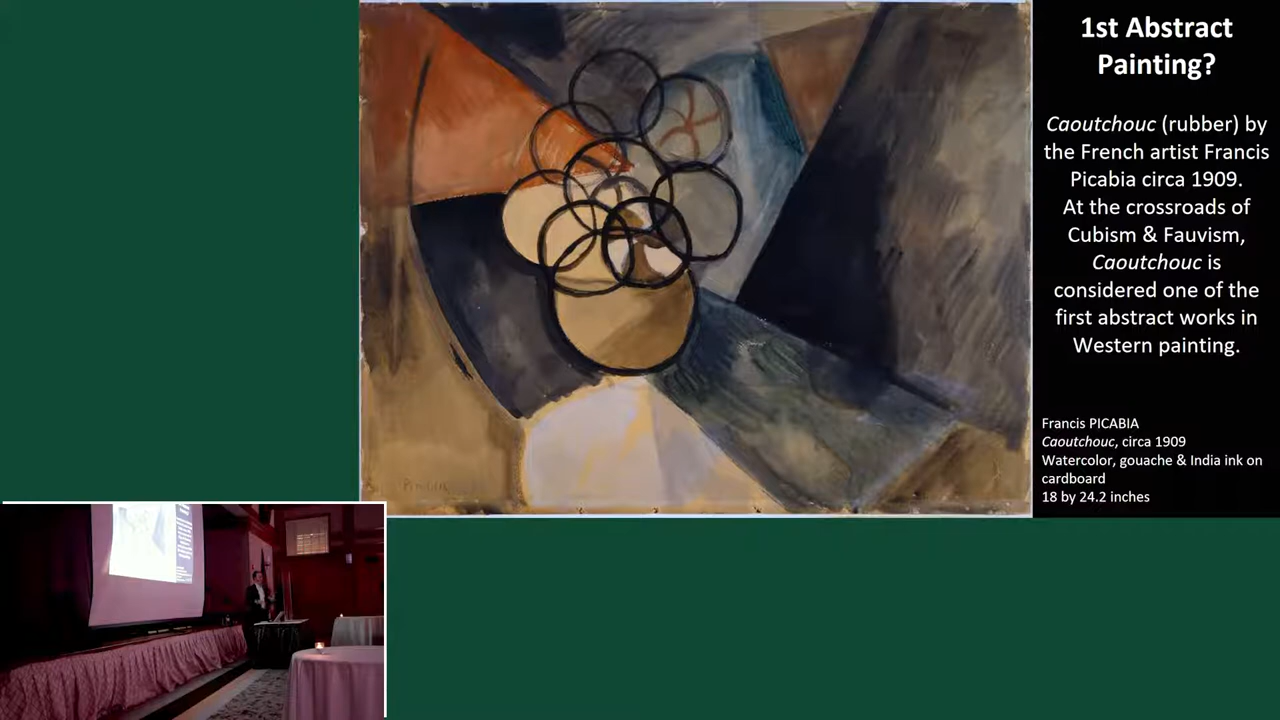 1st Abstract
Painting?
Caoutchouc (rubber) by
the French artist Francis
Picabia circa 1909.
At the crossroads of
Cubism & Fauvism,
Caoutchouc is
considered one of the
first abstract works in
Western painting.
Francis PICABIA
Caoutchouc, circa 1909
Watercolor, gouache & India ink on
cardboard
18 by 24.2 inches